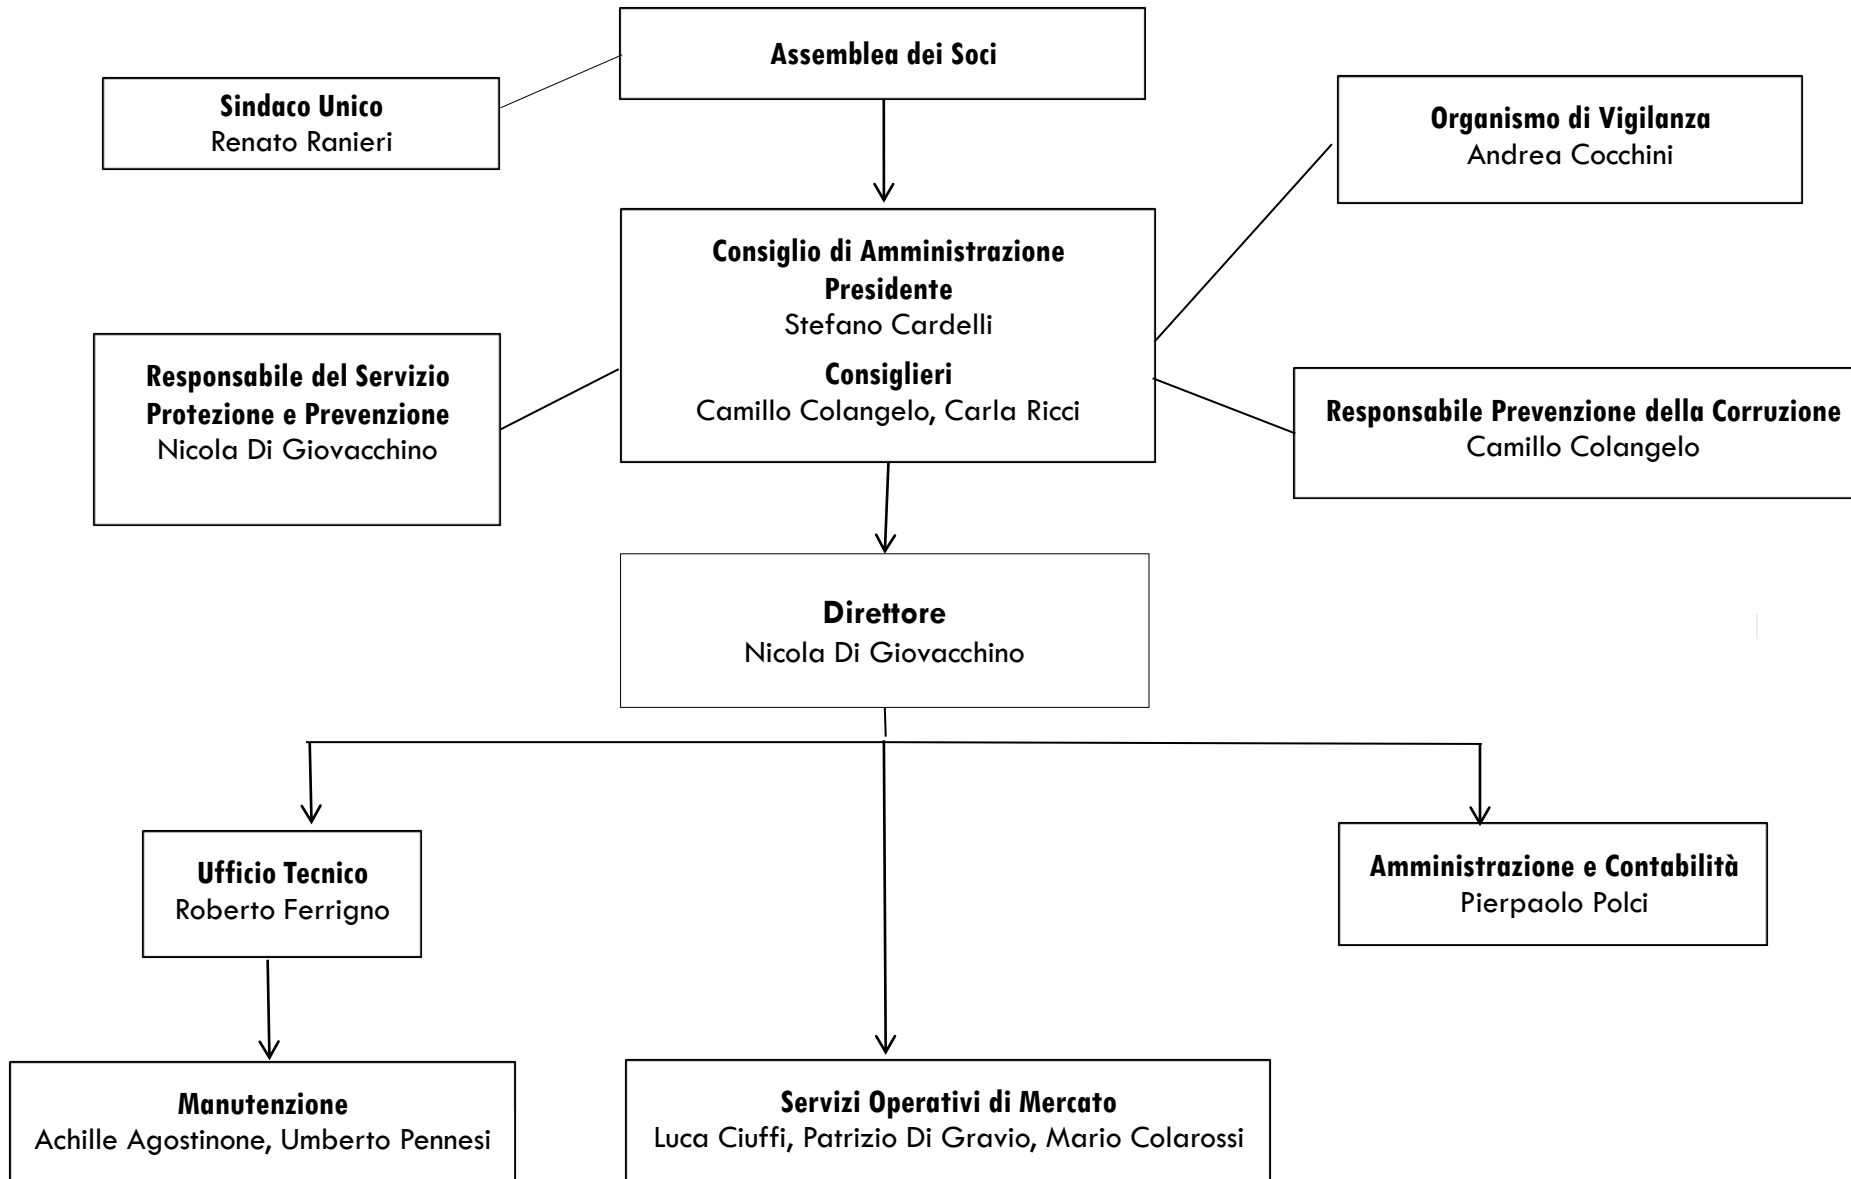 Assemblea dei Soci
Sindaco Unico
Renato Ranieri
Organismo di Vigilanza
Andrea Cocchini
Consiglio di Amministrazione
Presidente
Stefano Cardelli
Consiglieri
Camillo Colangelo, Carla Ricci
Responsabile del Servizio
Protezione e Prevenzione
Nicola Di Giovacchino
Responsabile Prevenzione della Corruzione
Camillo Colangelo
Direttore
Nicola Di Giovacchino
Ufficio Tecnico
Roberto Ferrigno
Amministrazione e Contabilità
Pierpaolo Polci
Manutenzione
Achille Agostinone, Umberto Pennesi
Servizi Operativi di Mercato
Luca Ciuffi, Patrizio Di Gravio, Mario Colarossi